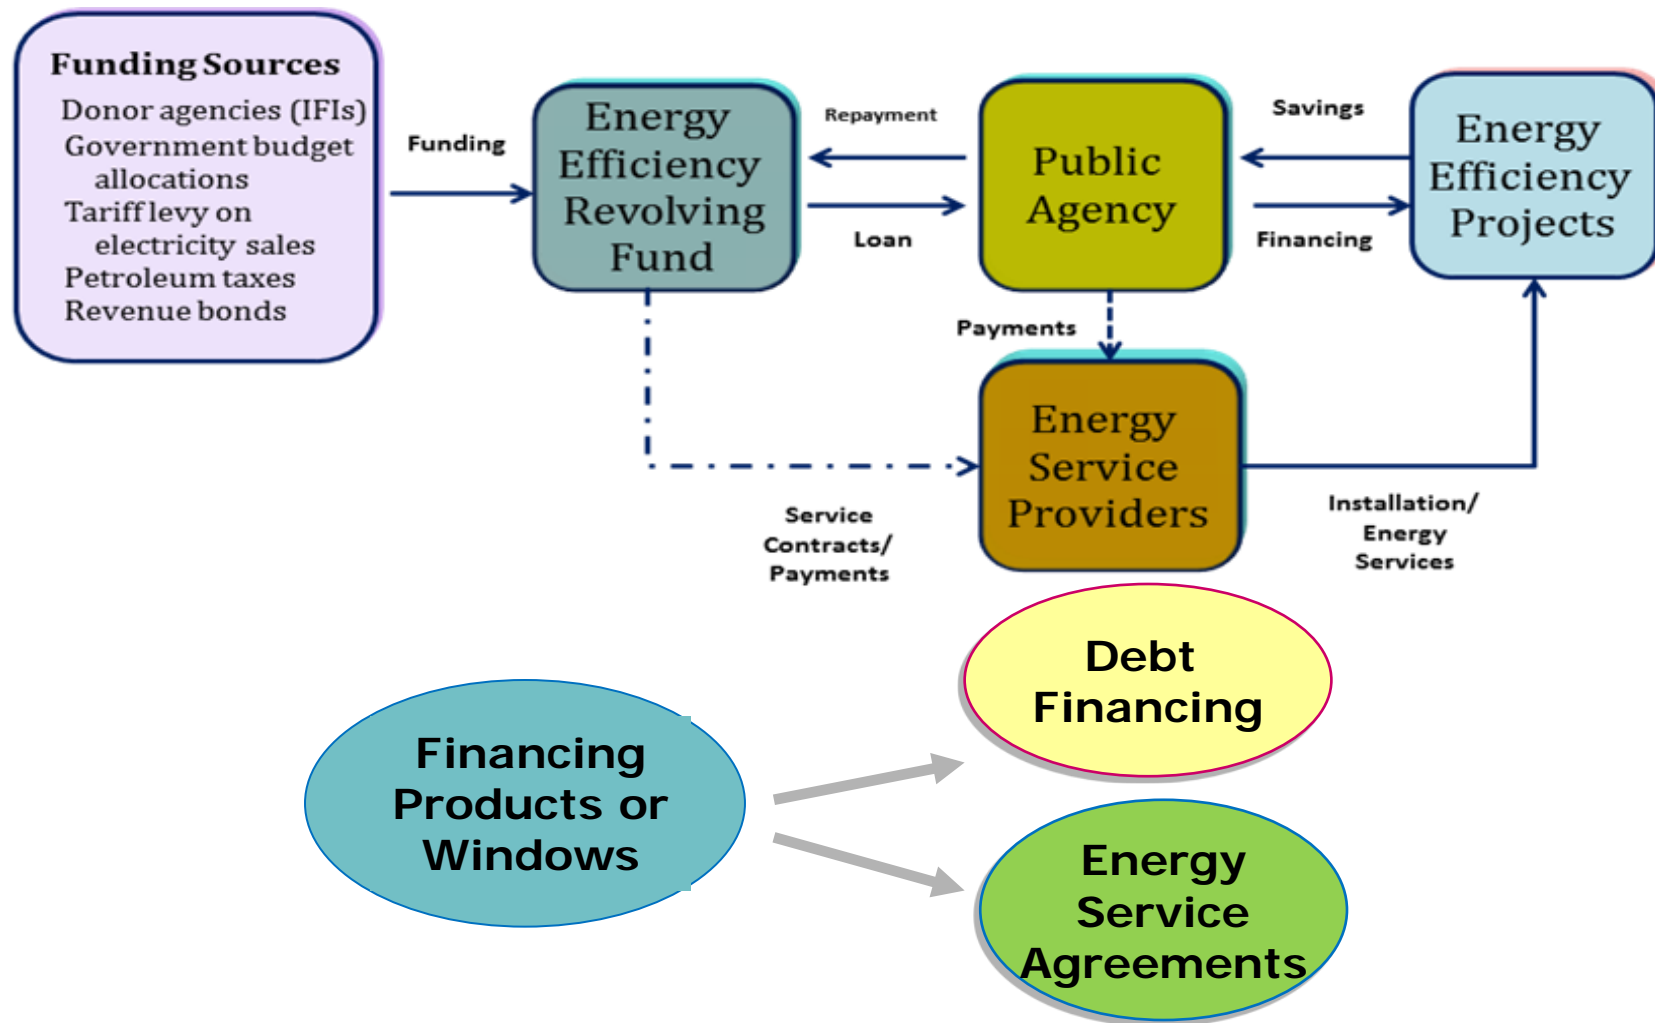 Funding Sources
Donor agencies (IFIs)
Government budget
allocations
Tariff levy on
electricity sales
Petroleum taxes
Revenue bonds
Funding
Energy
Efficiency
Revolving
Fund
Repayment
Loan
Public
Agency
Savings
Financing
Energy
Efficiency
Projects
Payments
Energy
Service
Providers
Service
Contracts/
Payments
Installation/
Energy
Services
Financing
Products or
Windows
Debt
Financing
Energy
Service
Agreements